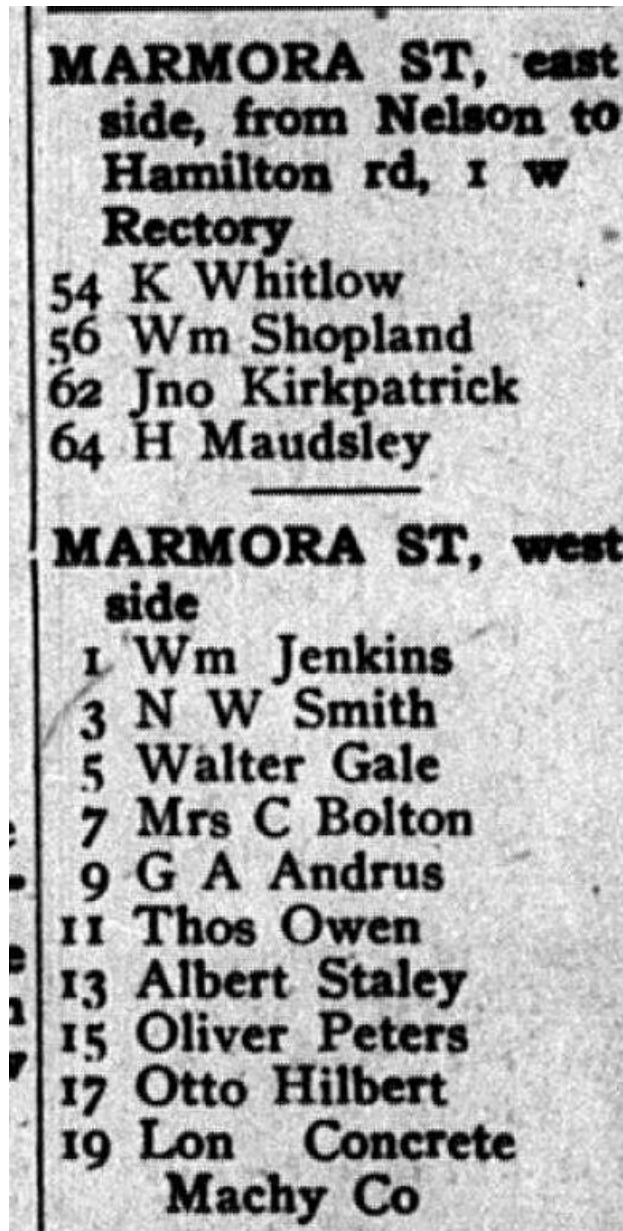 MARMORA ST, east
side, from Nelson to
Hamilton rd, 1 w
Rectory
54 K Whitlow
56 Wm Shopland
62 Jno Kirkpatrick
64 H Maudsley
MARMORA ST, west
side
1 Wm Jenkins
3 N W Smith
5 Walter Gale
7 Mrs C Bolton
9 G A Andrus
11 Thos Owen
13 Albert Staley
15 Oliver Peters
17 Otto Hilbert
19 Lon Concrete
Machy Co